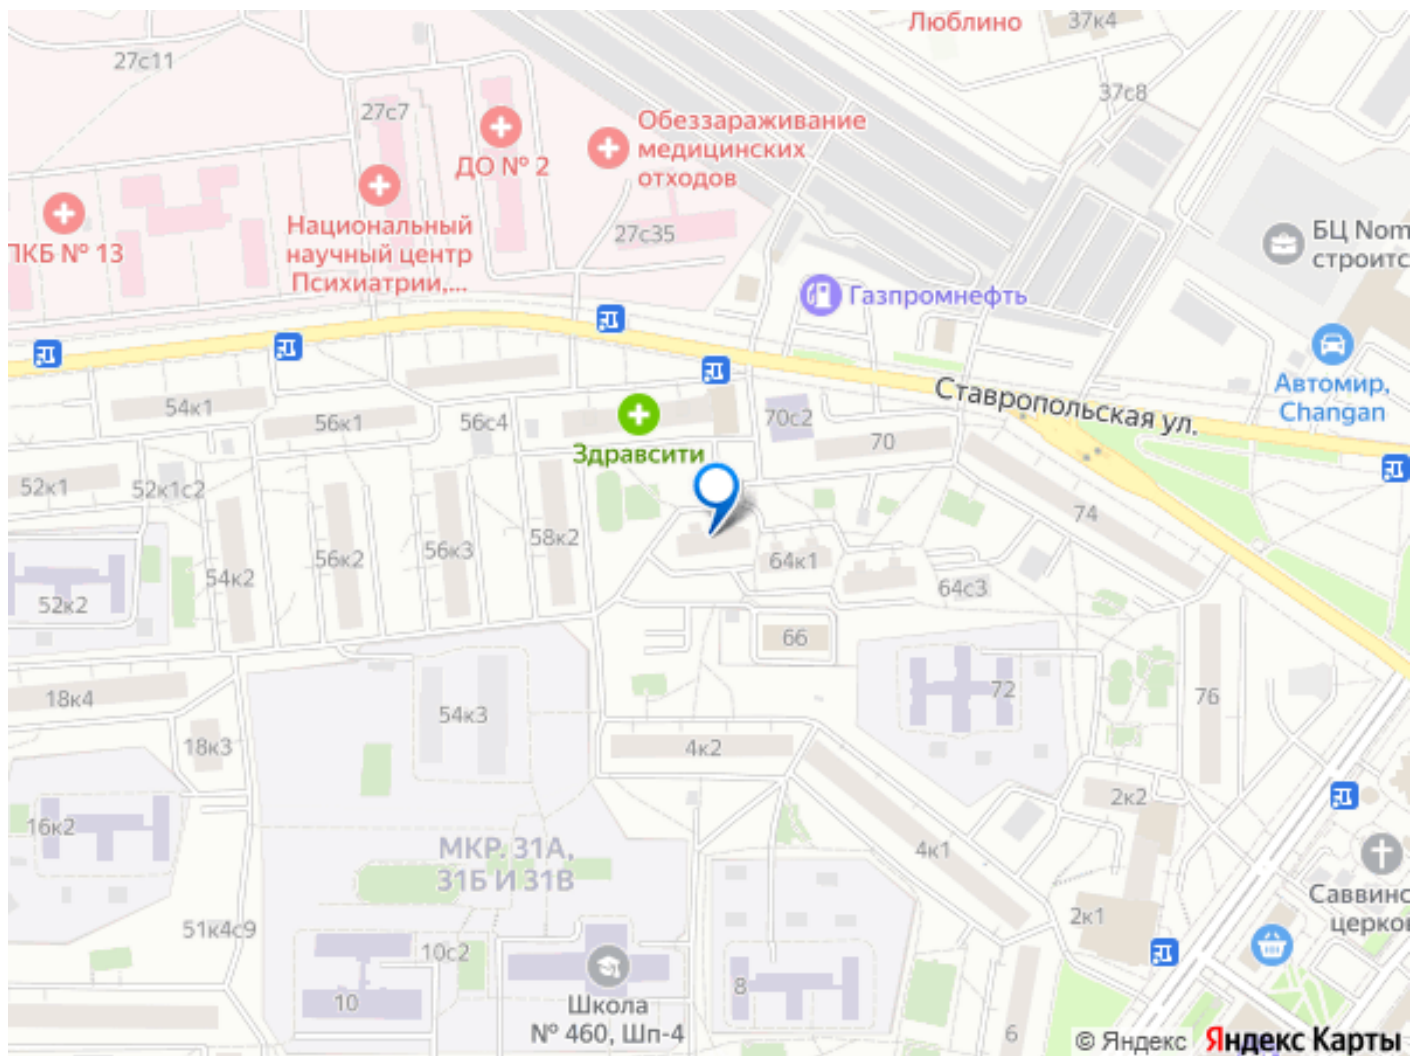 Люблино
37к4
27с11
37с8
27с7
Обеззараживание
медицинских
отходов
ДО № 2
Национальный
научный центр
Психиатрии,...
ПКБ № 13
27с35
БЦ Nom
строитс
Газпромнефть
Автомир,
Changan
Ставропольская ул.
54к1
56к1
56с4
70с2
70
Здравсити
52к1
52к1с2
74
54к2
56к2
56к3
58к2
64к1
64с3
52к2
66
72
76
18к4
54к3
18к3
4к2
2к2
16к2
МКР. 31А,
31Б И 31В
4к1
Саввинс
церков
51к4с9
2к1
10с2
10
Школа
№ 460, Шп-4
8
6
© Яндекс Яндекс Карты